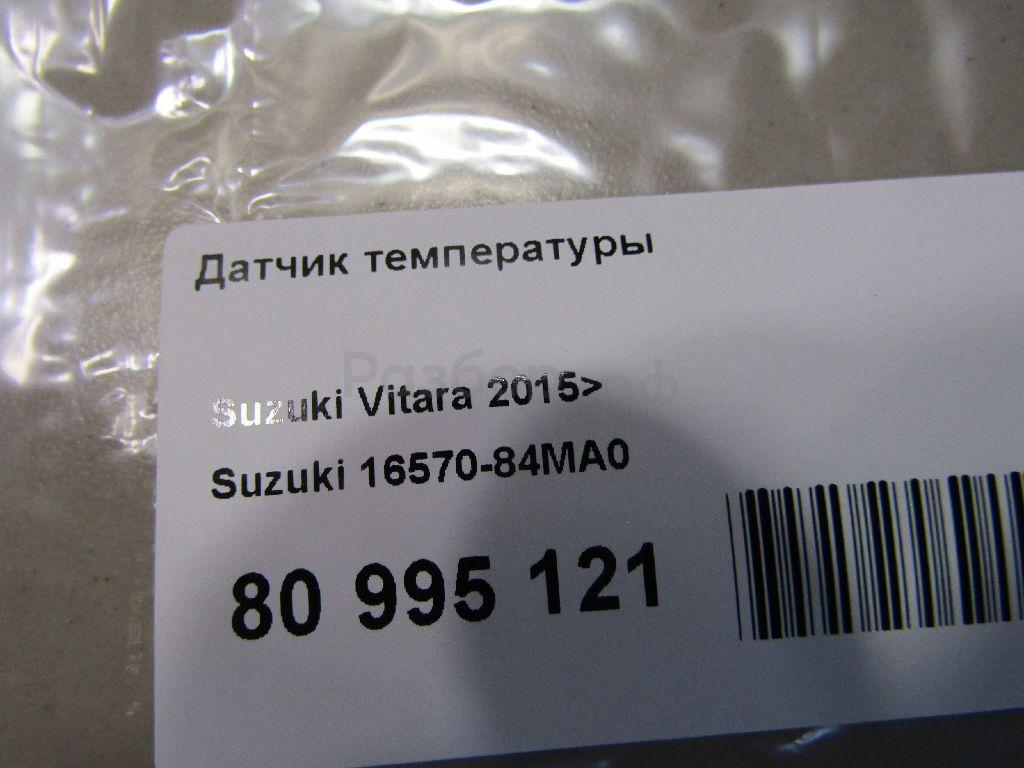 Датчик температуры
Suzuki Vitara 2015>
Suzuki 16570-84MA0
80 995 121